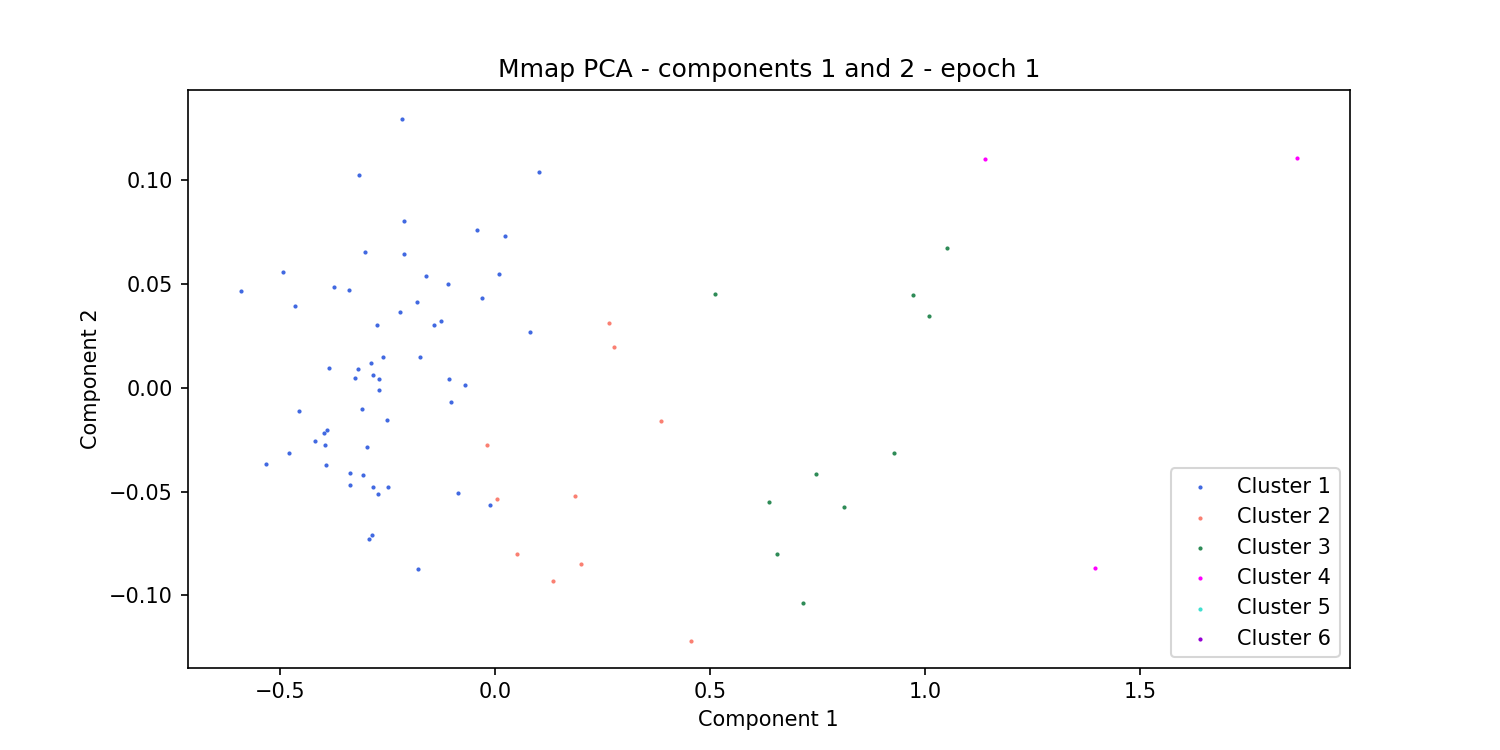 Mmap PCA - components 1 and 2 - epoch 1
Component 2
0.10
0.05
0.00
−0.05
−0.10
−0.5
0.0
0.5
1.0
1.5
Component 1
Cluster 1
Cluster 2
Cluster 3
Cluster 4
Cluster 5
Cluster 6